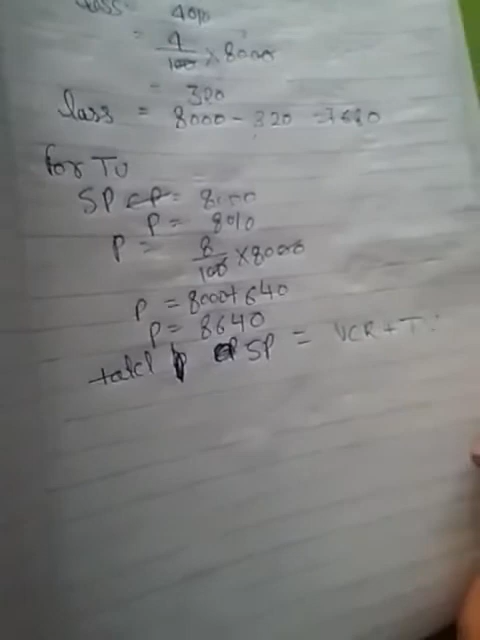 loss = 4%
= 4/100 × 8000
= 320
loss = 8000 - 320 = 7680
for TV
SP CP = 8000
P = 8%
P = 8/100 × 8000
P = 8000 + 640
P = 8640
SP = VCR + TV